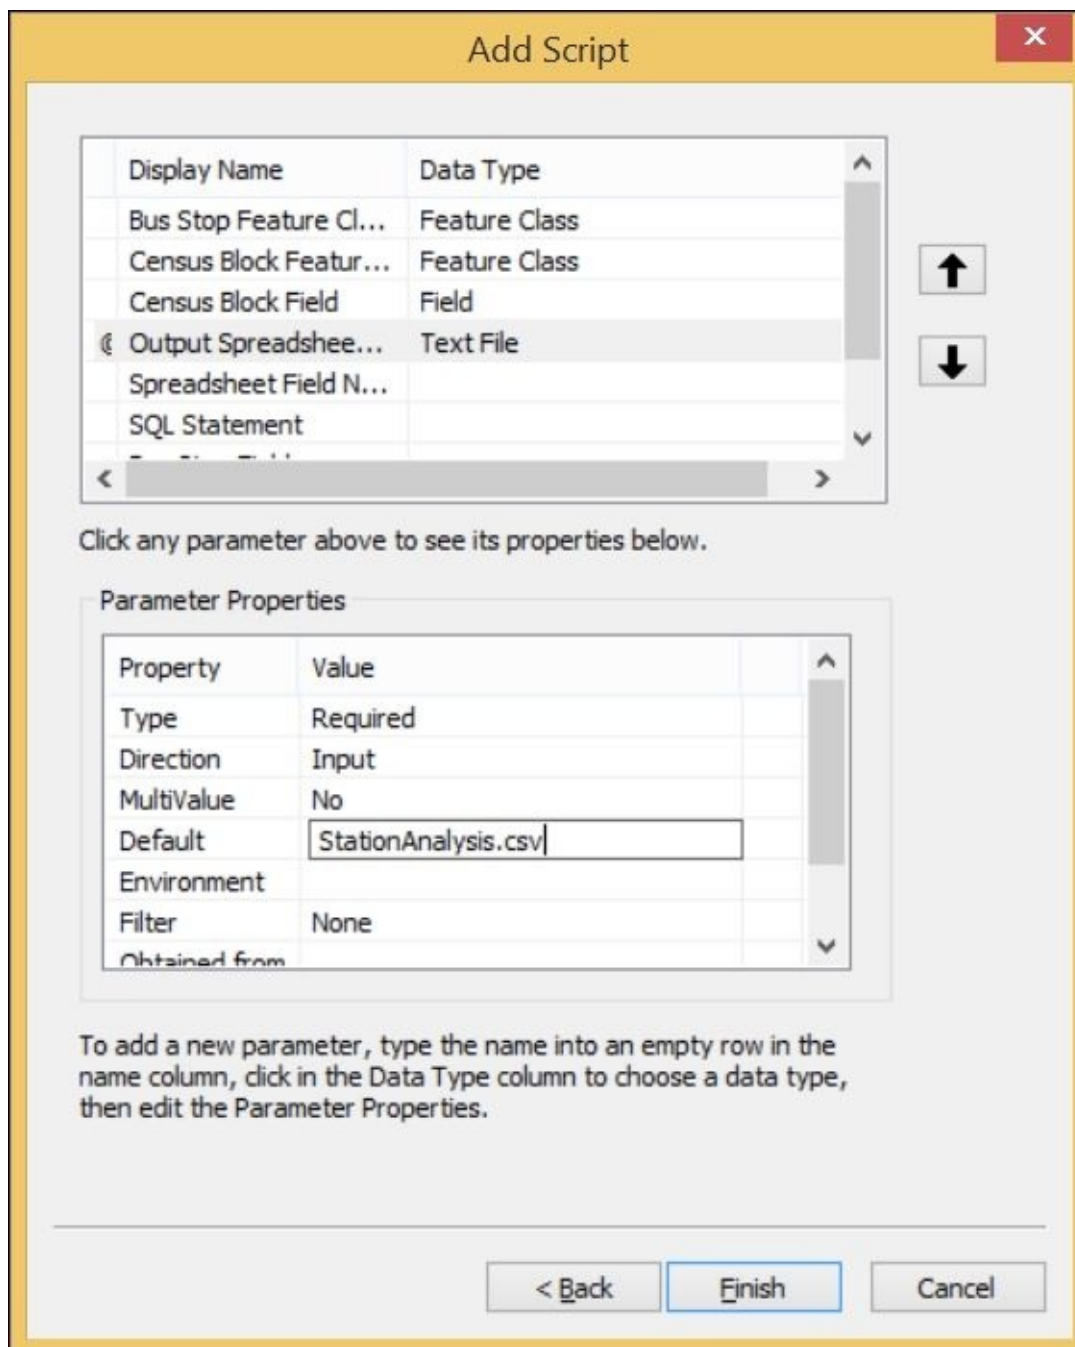 Add Script
Display Name Data Type
Bus Stop Feature Cl... Feature Class
Census Block Featur... Feature Class
Census Block Field Field
Output Spreadshee... Text File
Spreadsheet Field N...
SQL Statement
Click any parameter above to see its properties below.
Parameter Properties
Property Value
Type Required
Direction Input
MultiValue No
Default StationAnalysis.csv
Environment
Filter None
Obtained from
To add a new parameter, type the name into an empty row in the
name column, click in the Data Type column to choose a data type,
then edit the Parameter Properties.
< Back Finish Cancel